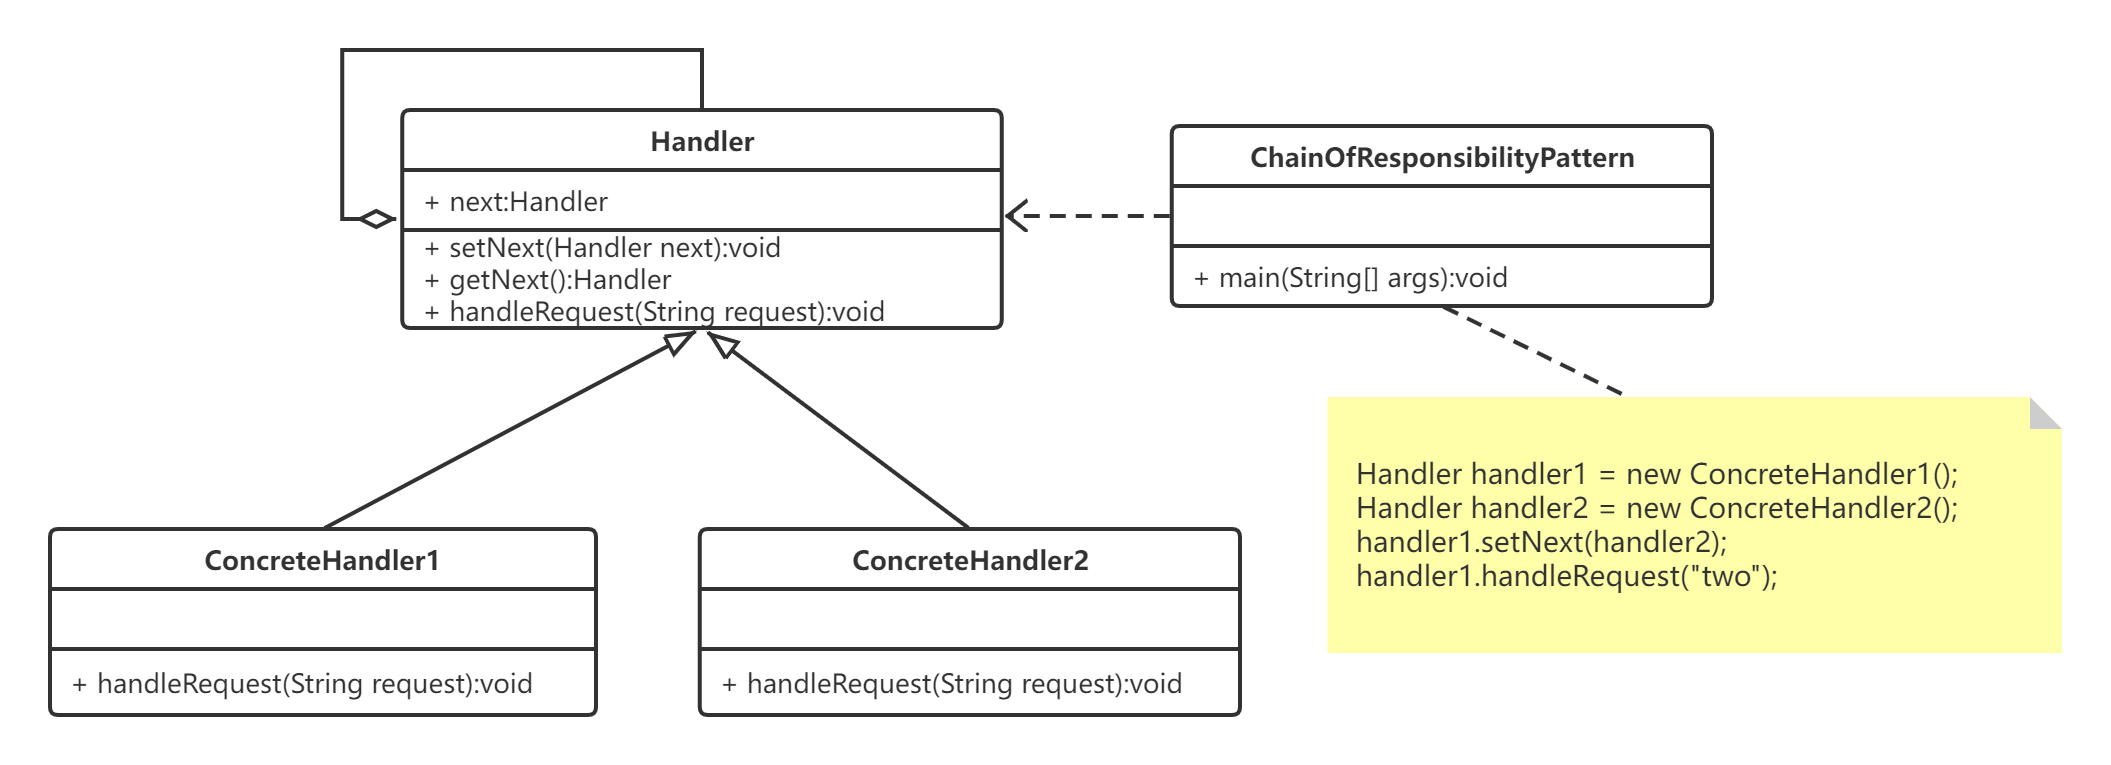 Handler
+ next:Handler
+ setNext(Handler next):void
+ getNext():Handler
+ handleRequest(String request):void
ChainOfResponsibilityPattern
+ main(String[] args):void
Handler handler1 = new ConcreteHandler1();
Handler handler2 = new ConcreteHandler2();
handler1.setNext(handler2);
handler1.handleRequest("two");
ConcreteHandler1
+ handleRequest(String request):void
ConcreteHandler2
+ handleRequest(String request):void